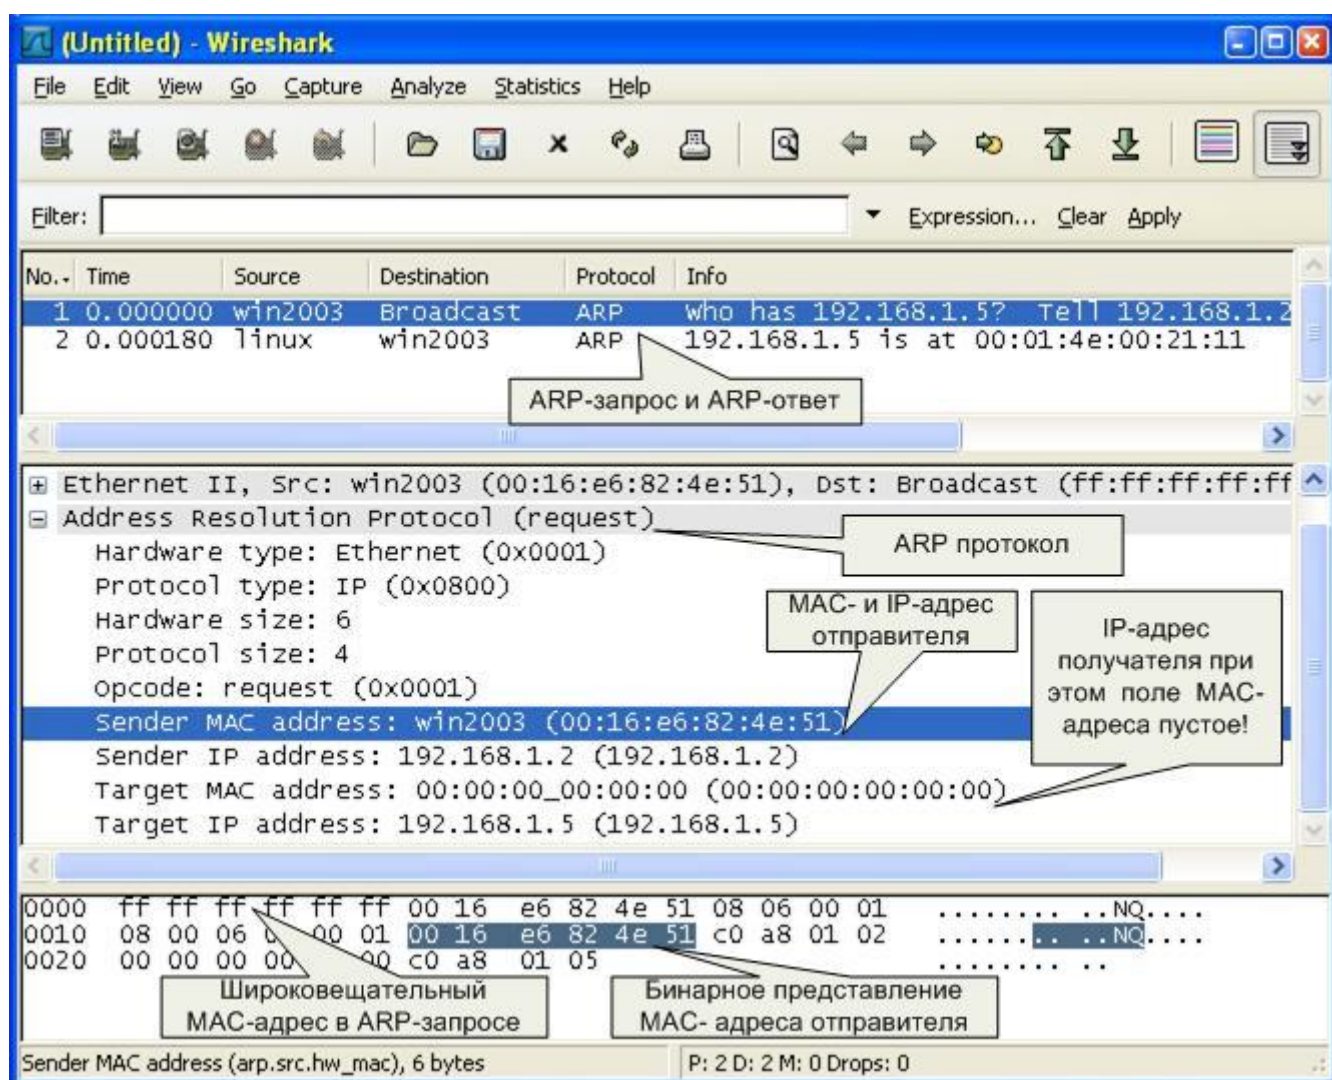 (Untitled) - Wireshark
File Edit View Go Capture Analyze Statistics Help
Filter: Expression... Clear Apply
No. Time Source Destination Protocol Info
1 0.000000 win2003 Broadcast ARP Who has 192.168.1.5? Tell 192.168.1.2
2 0.000180 linux win2003 ARP 192.168.1.5 is at 00:01:4e:00:21:11
ARP-запрос и ARP-ответ
Ethernet II, Src: win2003 (00:16:e6:82:4e:51), Dst: Broadcast (ff:ff:ff:ff:ff
Address Resolution Protocol (request)
ARP протокол
Hardware type: Ethernet (0x0001)
Protocol type: IP (0x0800)
Hardware size: 6
Protocol size: 4
Opcode: request (0x0001)
MAC- и IP-адрес
отправителя
IP-адрес
получателя при
этом поле MAC-
адреса пустое!
Sender MAC address: win2003 (00:16:e6:82:4e:51)
Sender IP address: 192.168.1.2 (192.168.1.2)
Target MAC address: 00:00:00_00:00:00 (00:00:00:00:00:00)
Target IP address: 192.168.1.5 (192.168.1.5)
0000 ff ff ff ff ff ff 00 16 e6 82 4e 51 08 06 00 01 ........ ..NQ....
0010 08 00 06 00 01 00 16 e6 82 4e 51 c0 a8 01 02 ........ ..NQ....
0020 00 00 00 00 00 c0 a8 01 05 ........ ..
Широковещательный
MAC-адрес в ARP-запросе
Бинарное представление
MAC- адреса отправителя
Sender MAC address (arp.src.hw_mac), 6 bytes P: 2 D: 2 M: 0 Drops: 0